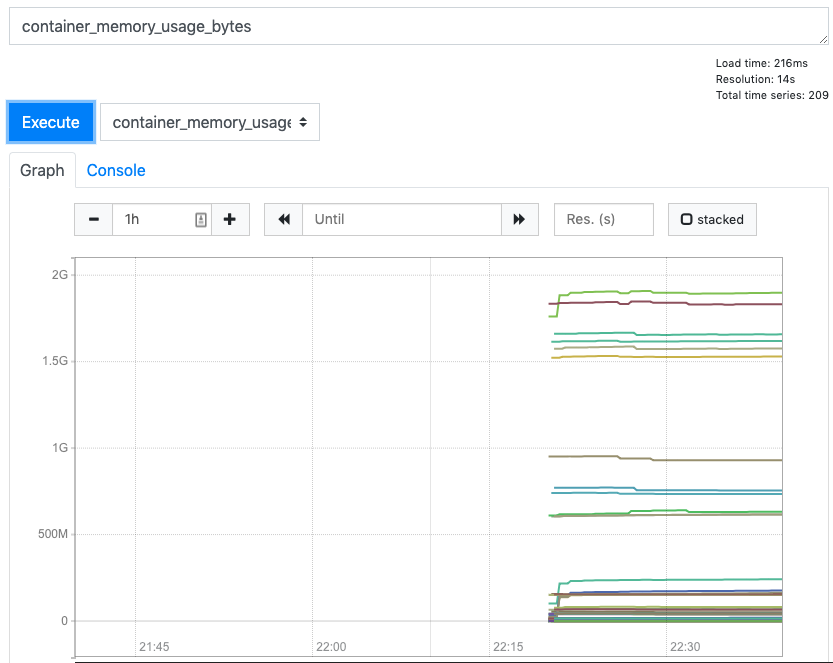 container_memory_usage_bytes
Load time: 216ms
Resolution: 14s
Total time series: 209
Execute container_memory_usage
Graph Console
1h Until Res. (s) stacked
2G
1.5G
1G
500M
0
21:45 22:00 22:15 22:30